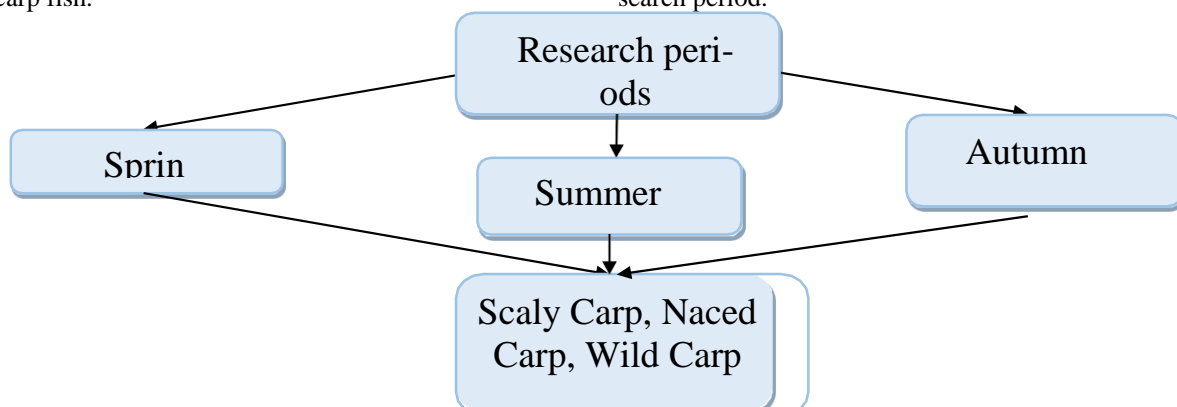 carp fish.
search period.
Research peri-
ods
Sprin
Summer
Autumn
Scaly Carp, Naced
Carp, Wild Carp